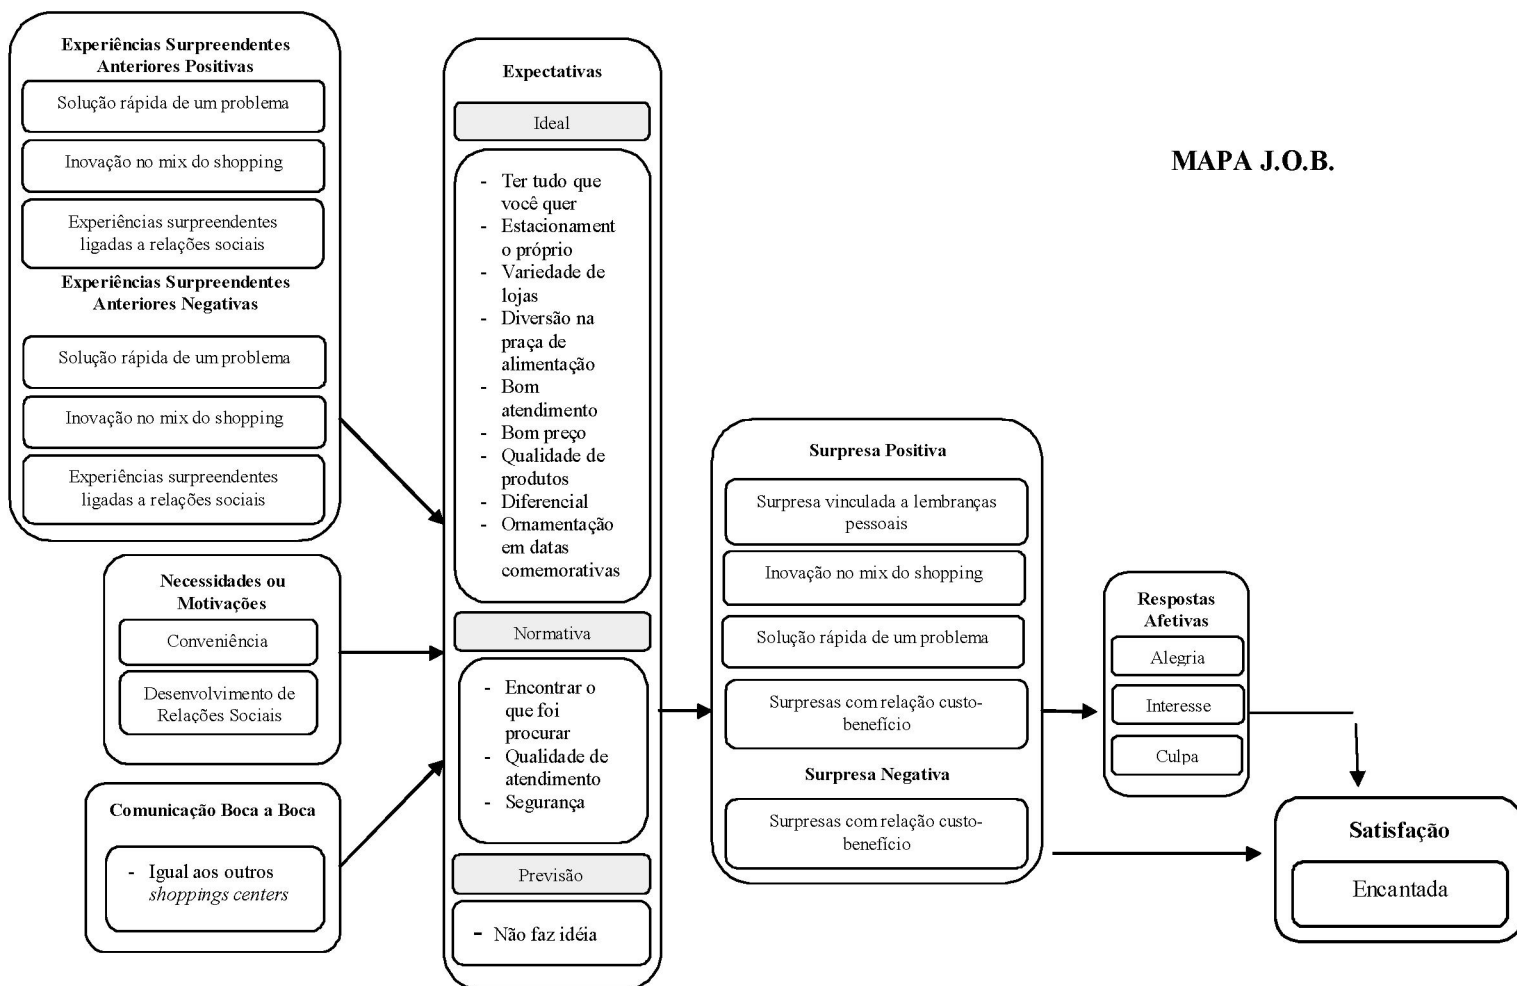 Experiências Surpreendentes
Anteriores Positivas
Solução rápida de um problema
Inovação no mix do shopping
Experiências surpreendentes
ligadas a relações sociais
Experiências Surpreendentes
Anteriores Negativas
Solução rápida de um problema
Inovação no mix do shopping
Experiências surpreendentes
ligadas a relações sociais
Necessidades ou
Motivações
Conveniência
Desenvolvimento de
Relações Sociais
Comunicação Boca a Boca
- Igual aos outros
shoppings centers
Expectativas
Ideal
- Ter tudo que
você quer
- Estacionament
o próprio
- Variedade de
lojas
- Diversão na
praça de
alimentação
- Bom
atendimento
- Bom preço
- Qualidade de
produtos
- Diferencial
- Ornamentação
em datas
comemorativas
Normativa
- Encontrar o
que foi
procurar
- Qualidade de
atendimento
- Segurança
Previsão
- Não faz idéia
MAPA J.O.B.
Surpresa Positiva
Surpresa vinculada a lembranças
pessoais
Inovação no mix do shopping
Solução rápida de um problema
Surpresas com relação custo-
benefício
Surpresa Negativa
Surpresas com relação custo-
benefício
Respostas
Afetivas
Alegria
Interesse
Culpa
Satisfação
Encantada